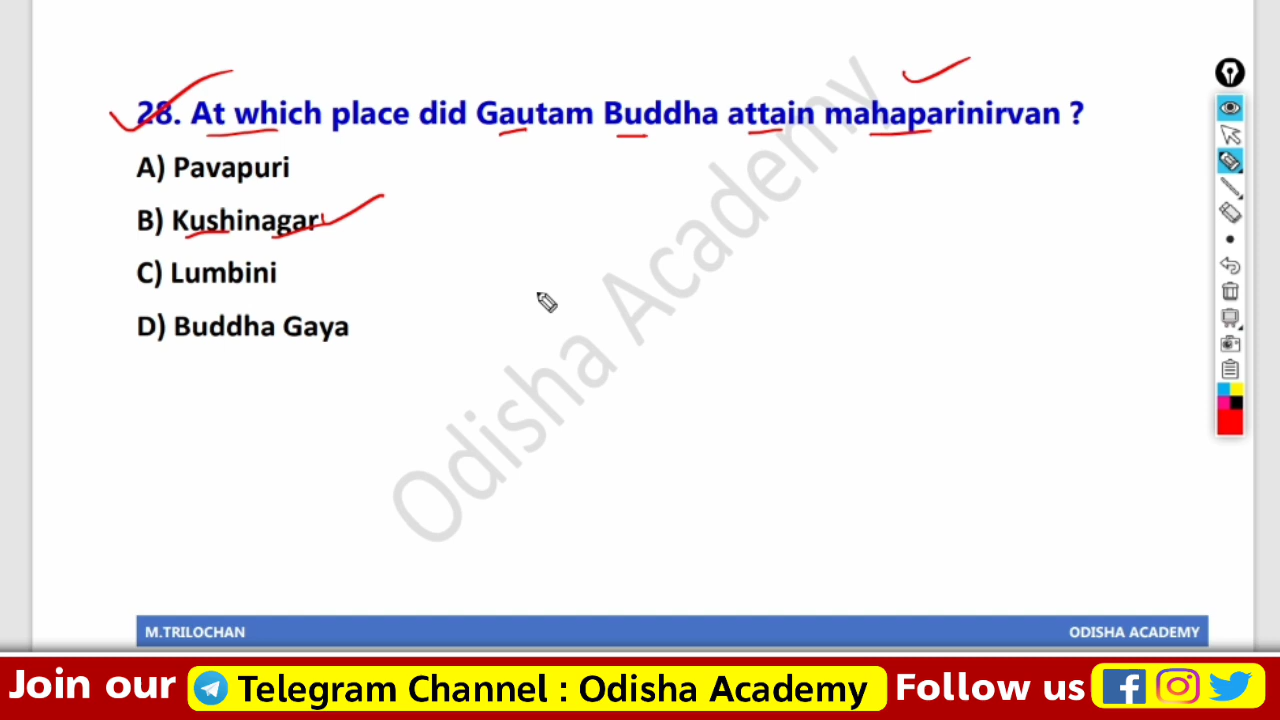 28. At which place did Gautam Buddha attain mahaparinirvan ?
A) Pavapuri
B) Kushinagar
C) Lumbini
D) Buddha Gaya
Odisha Academy
M.TRILOCHAN
ODISHA ACADEMY
Join our Telegram Channel : Odisha Academy Follow us